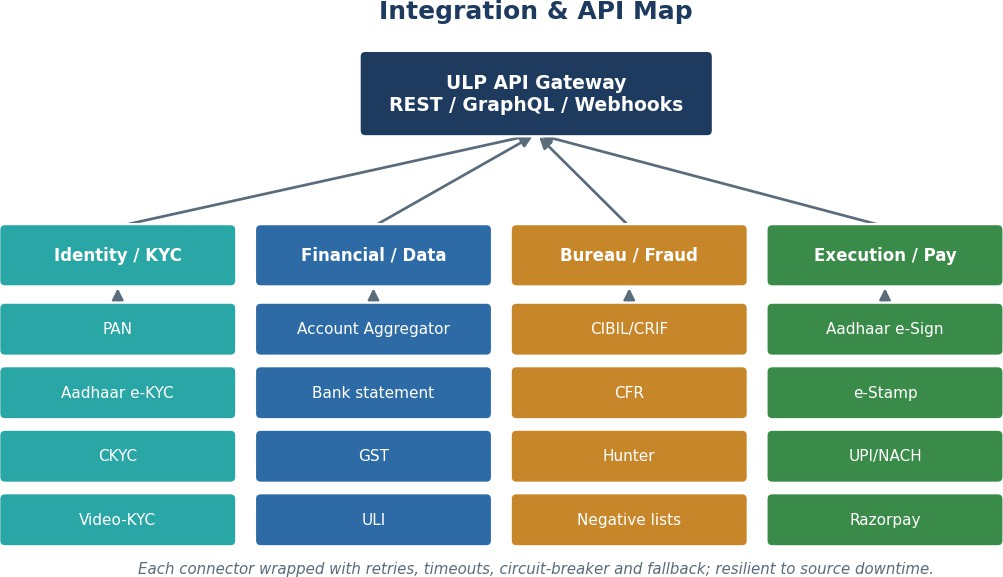 Integration & API Map
ULP API Gateway
REST / GraphQL / Webhooks
Identity / KYC
PAN
Aadhaar e-KYC
CKYC
Video-KYC
Financial / Data
Account Aggregator
Bank statement
GST
ULI
Bureau / Fraud
CIBIL/CRIF
CFR
Hunter
Negative lists
Execution / Pay
Aadhaar e-Sign
e-Stamp
UPI/NACH
Razorpay
Each connector wrapped with retries, timeouts, circuit-breaker and fallback; resilient to source downtime.